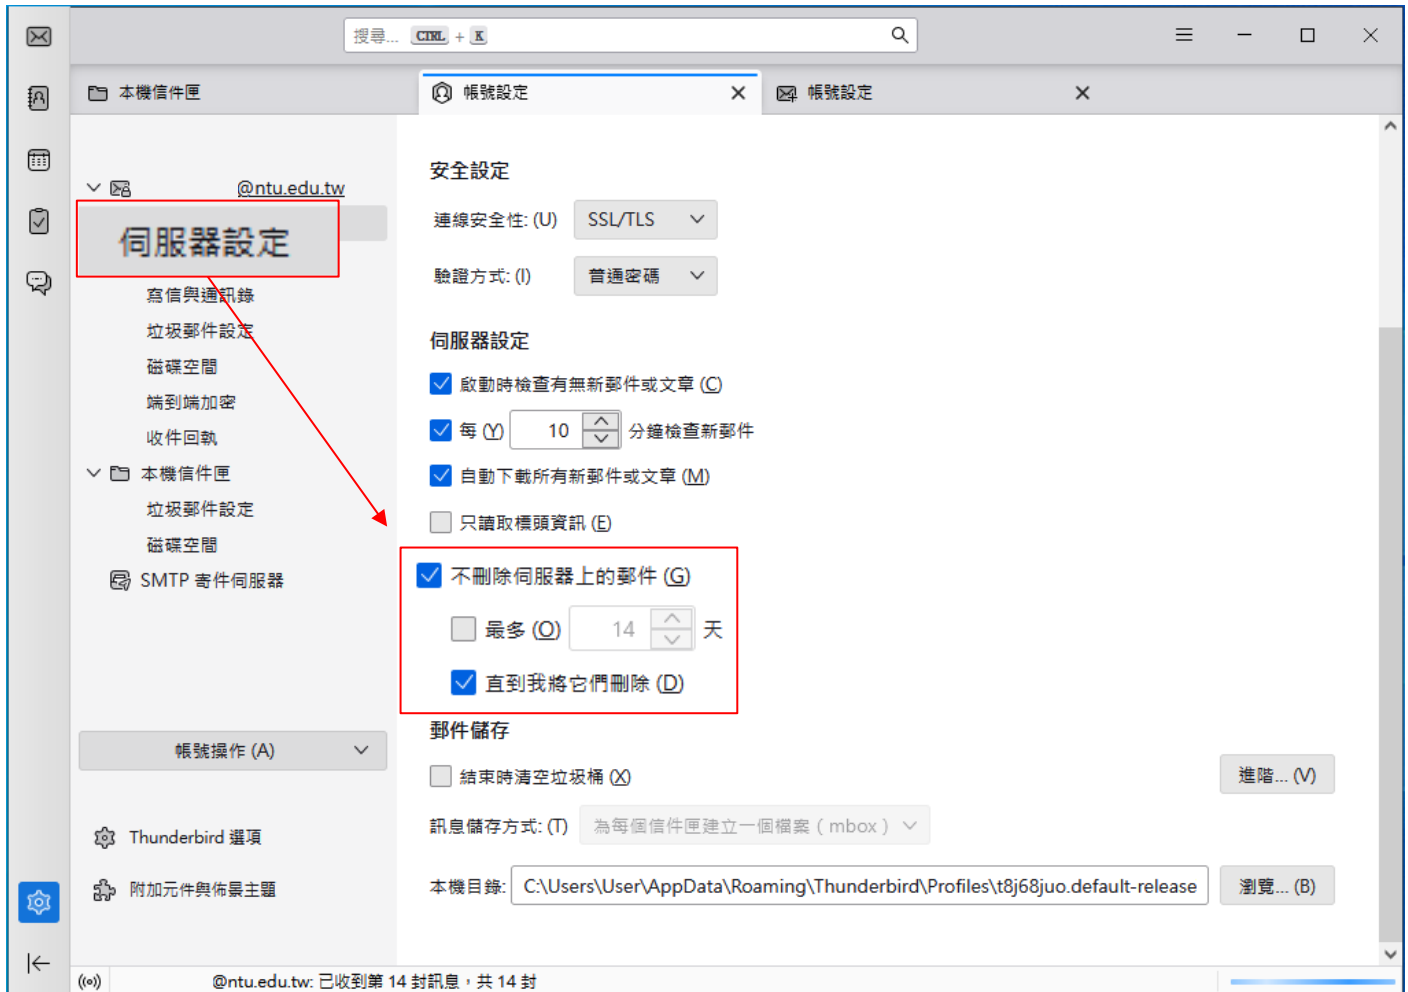 搜尋... CTRL + K
本機信件匣
帳號設定
帳號設定
@ntu.edu.tw
伺服器設定
寫信與通訊錄
垃圾郵件設定
磁碟空間
端到端加密
收件回執
本機信件匣
垃圾郵件設定
磁碟空間
SMTP 寄件伺服器
帳號操作 (A)
Thunderbird 選項
附加元件與佈景主題
安全設定
連線安全性: (U) SSL/TLS
驗證方式: (I) 普通密碼
伺服器設定
啟動時檢查有無新郵件或文章 (C)
每 (Y) 10 分鐘檢查新郵件
自動下載所有新郵件或文章 (M)
只讀取標頭資訊 (E)
不刪除伺服器上的郵件 (G)
最多 (O) 14 天
直到我將它們刪除 (D)
郵件儲存
結束時清空垃圾桶 (X)
進階... (V)
訊息儲存方式: (T) 為每個信件匣建立一個檔案 ( mbox )
本機目錄: C:\Users\User\AppData\Roaming\Thunderbird\Profiles\t8j68juo.default-release
瀏覽... (B)
@ntu.edu.tw: 已收到第 14 封訊息，共 14 封